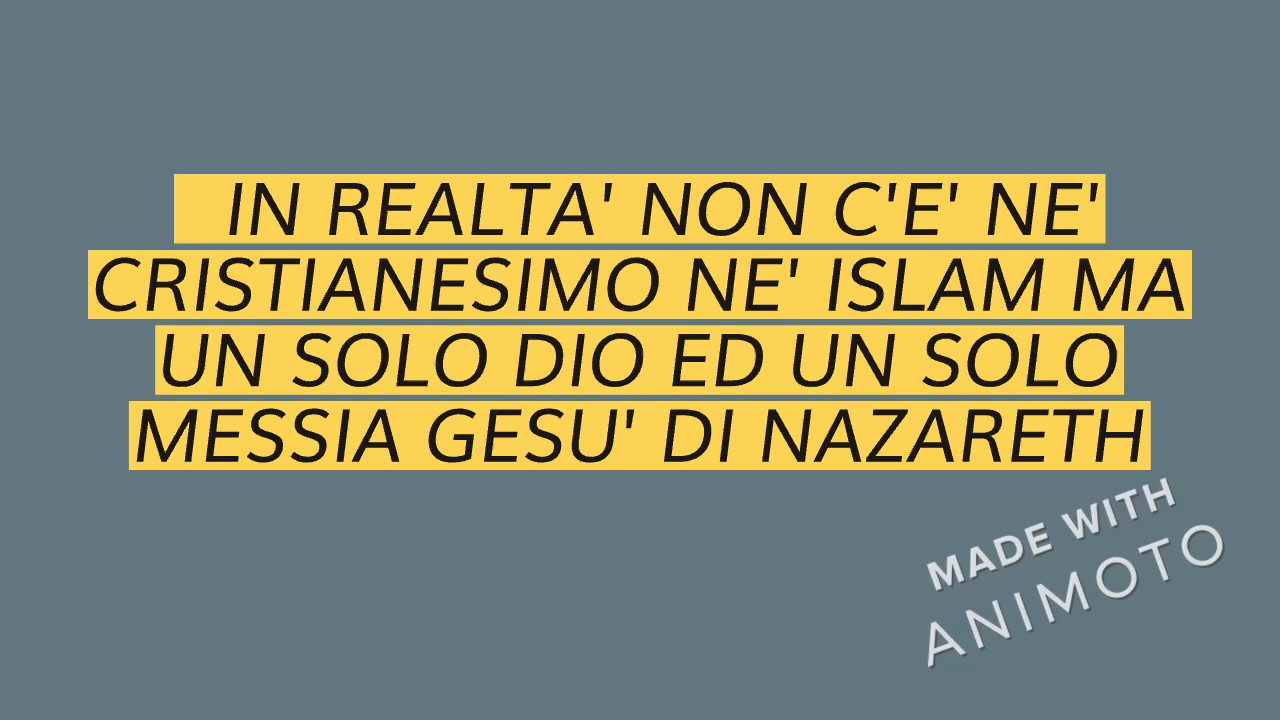 IN REALTA' NON C'E' NE'
CRISTIANESIMO NE' ISLAM MA
UN SOLO DIO ED UN SOLO
MESSIA GESU' DI NAZARETH
MADE WITH
ANIMOTO